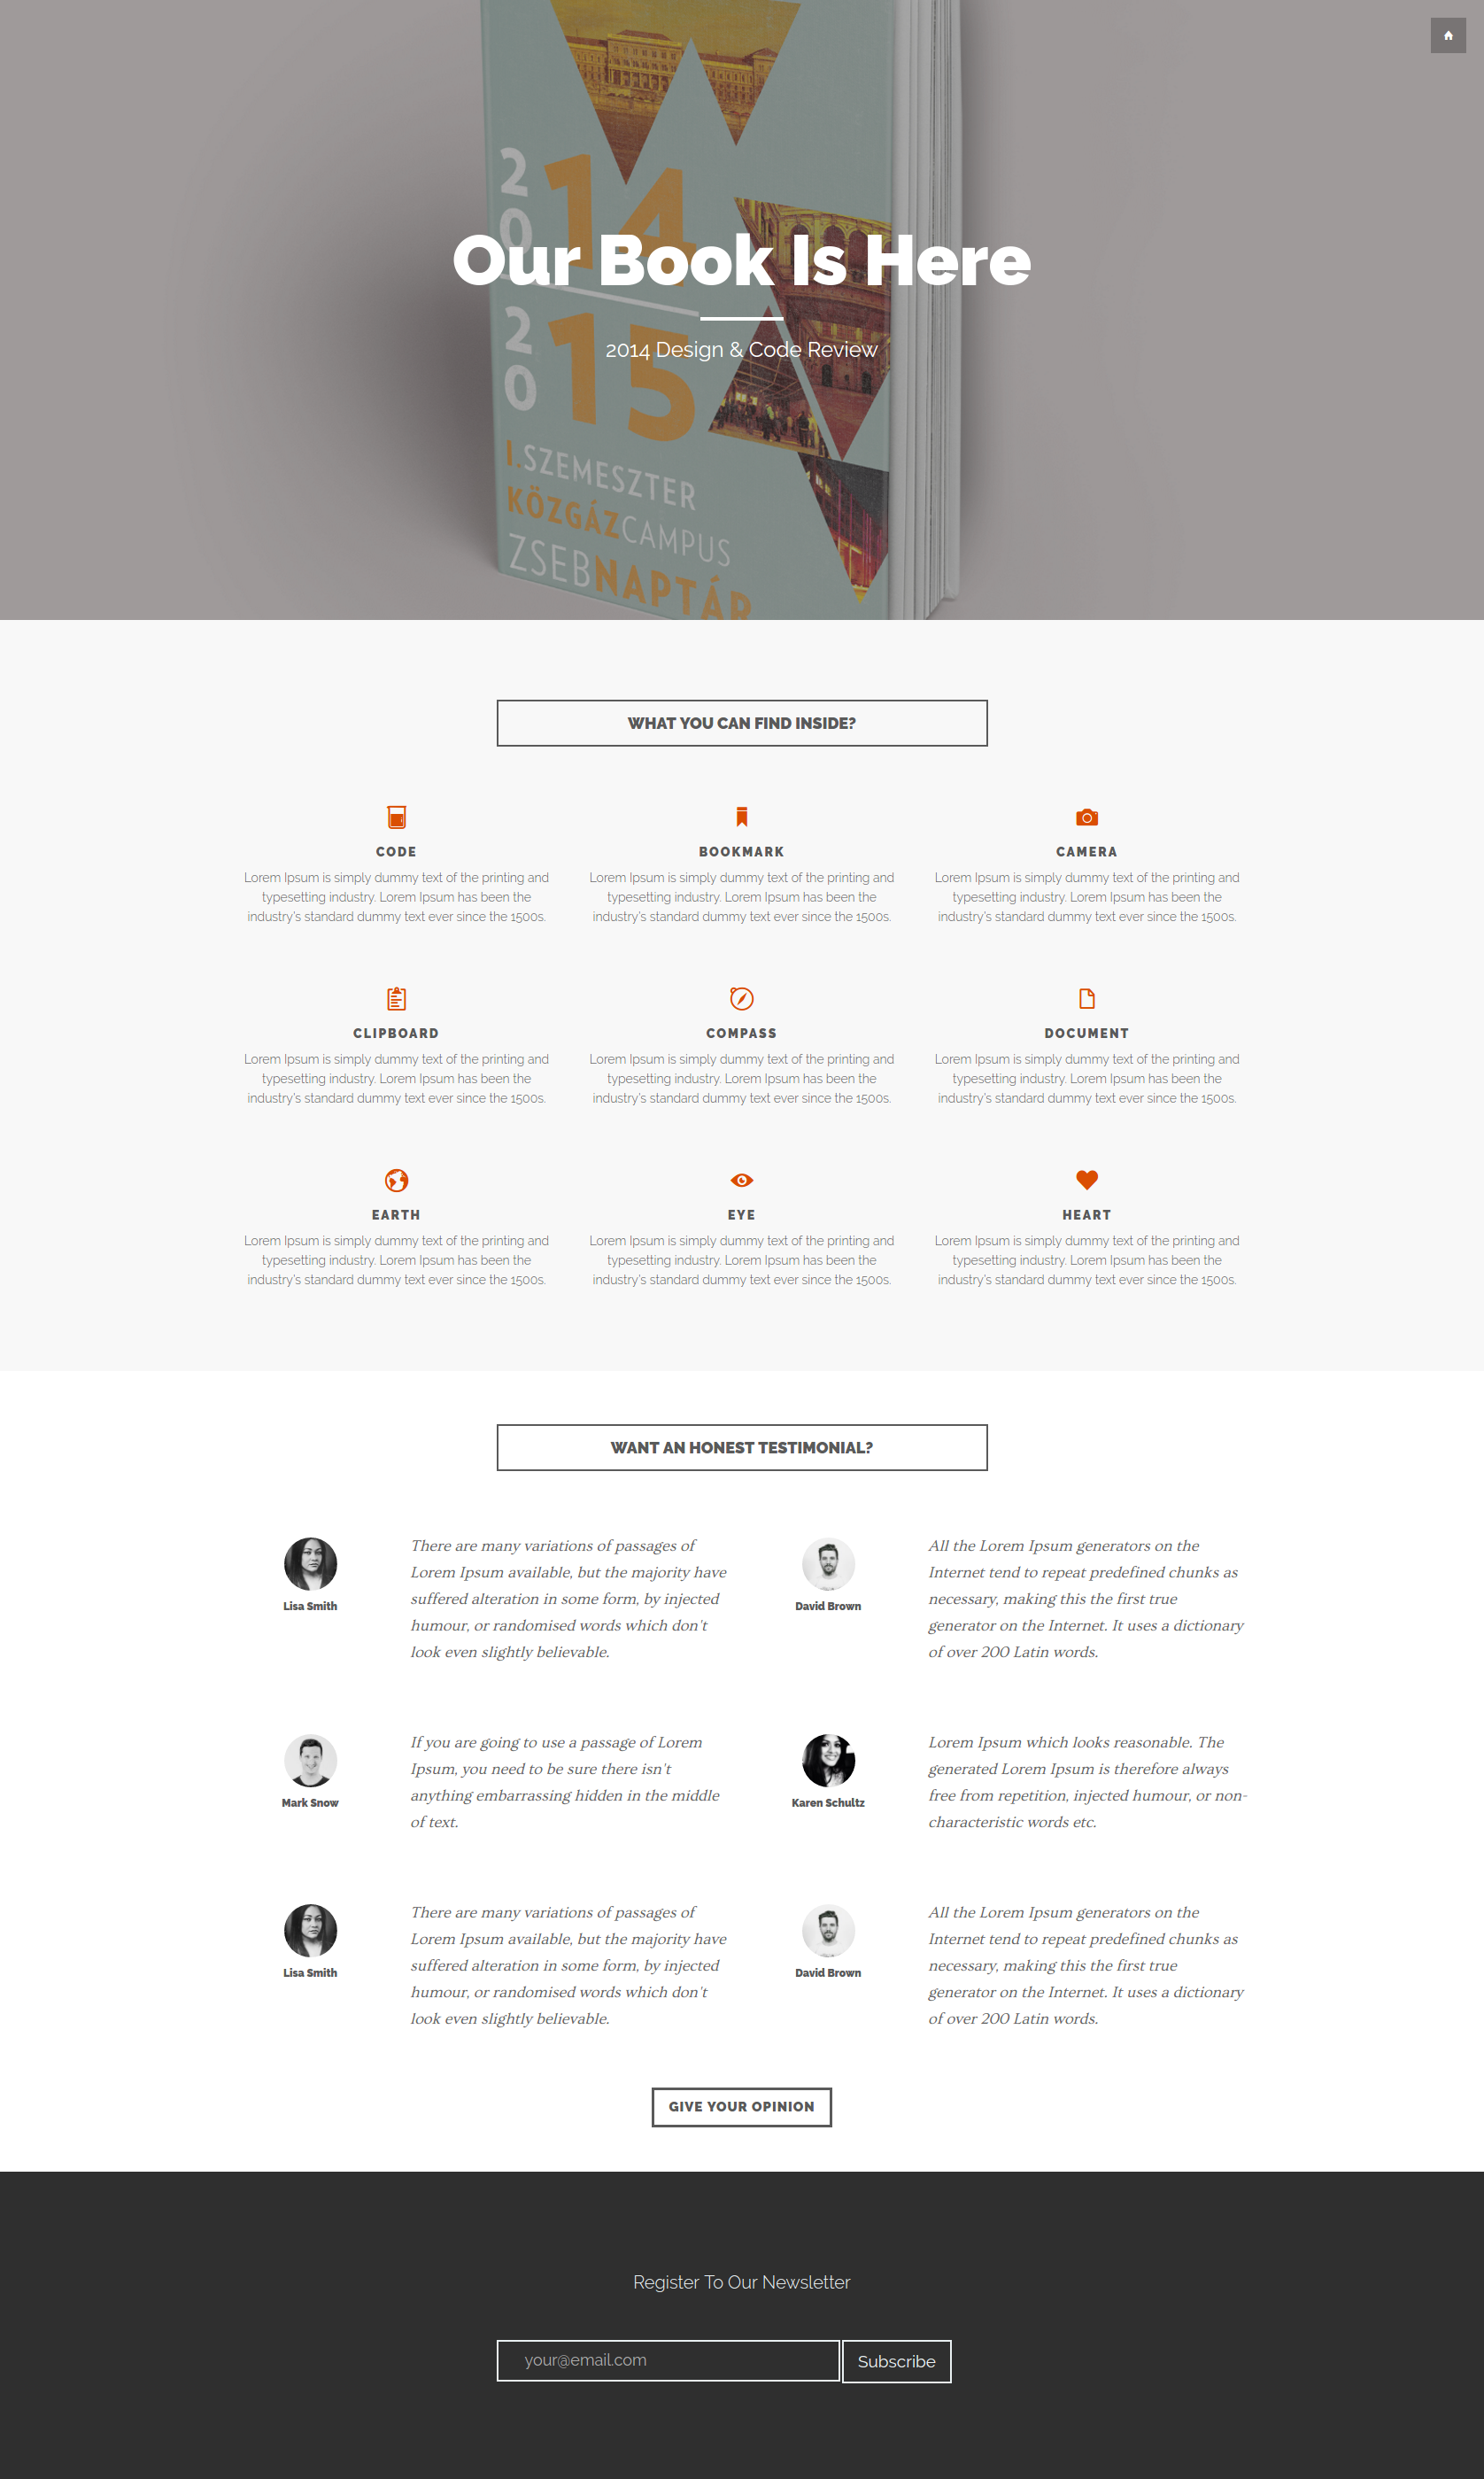 20
14
Our Book Is Here
20
15
2014 Design & Code Review
I.SZEMESZTER
KÖZGÁZCAMPUS
ZSEBNAPTÁR
WHAT YOU CAN FIND INSIDE?
CODE
Lorem Ipsum is simply dummy text of the printing and
typesetting industry. Lorem Ipsum has been the
industry's standard dummy text ever since the 1500s.
BOOKMARK
Lorem Ipsum is simply dummy text of the printing and
typesetting industry. Lorem Ipsum has been the
industry's standard dummy text ever since the 1500s.
CAMERA
Lorem Ipsum is simply dummy text of the printing and
typesetting industry. Lorem Ipsum has been the
industry's standard dummy text ever since the 1500s.
CLIPBOARD
Lorem Ipsum is simply dummy text of the printing and
typesetting industry. Lorem Ipsum has been the
industry's standard dummy text ever since the 1500s.
COMPASS
Lorem Ipsum is simply dummy text of the printing and
typesetting industry. Lorem Ipsum has been the
industry's standard dummy text ever since the 1500s.
DOCUMENT
Lorem Ipsum is simply dummy text of the printing and
typesetting industry. Lorem Ipsum has been the
industry's standard dummy text ever since the 1500s.
EARTH
Lorem Ipsum is simply dummy text of the printing and
typesetting industry. Lorem Ipsum has been the
industry's standard dummy text ever since the 1500s.
EYE
Lorem Ipsum is simply dummy text of the printing and
typesetting industry. Lorem Ipsum has been the
industry's standard dummy text ever since the 1500s.
HEART
Lorem Ipsum is simply dummy text of the printing and
typesetting industry. Lorem Ipsum has been the
industry's standard dummy text ever since the 1500s.
WANT AN HONEST TESTIMONIAL?
Lisa Smith
There are many variations of passages of
Lorem Ipsum available, but the majority have
suffered alteration in some form, by injected
humour, or randomised words which don't
look even slightly believable.
David Brown
All the Lorem Ipsum generators on the
Internet tend to repeat predefined chunks as
necessary, making this the first true
generator on the Internet. It uses a dictionary
of over 200 Latin words.
Mark Snow
If you are going to use a passage of Lorem
Ipsum, you need to be sure there isn't
anything embarrassing hidden in the middle
of text.
Karen Schultz
Lorem Ipsum which looks reasonable. The
generated Lorem Ipsum is therefore always
free from repetition, injected humour, or non-
characteristic words etc.
Lisa Smith
There are many variations of passages of
Lorem Ipsum available, but the majority have
suffered alteration in some form, by injected
humour, or randomised words which don't
look even slightly believable.
David Brown
All the Lorem Ipsum generators on the
Internet tend to repeat predefined chunks as
necessary, making this the first true
generator on the Internet. It uses a dictionary
of over 200 Latin words.
GIVE YOUR OPINION
Register To Our Newsletter
your@email.com
Subscribe